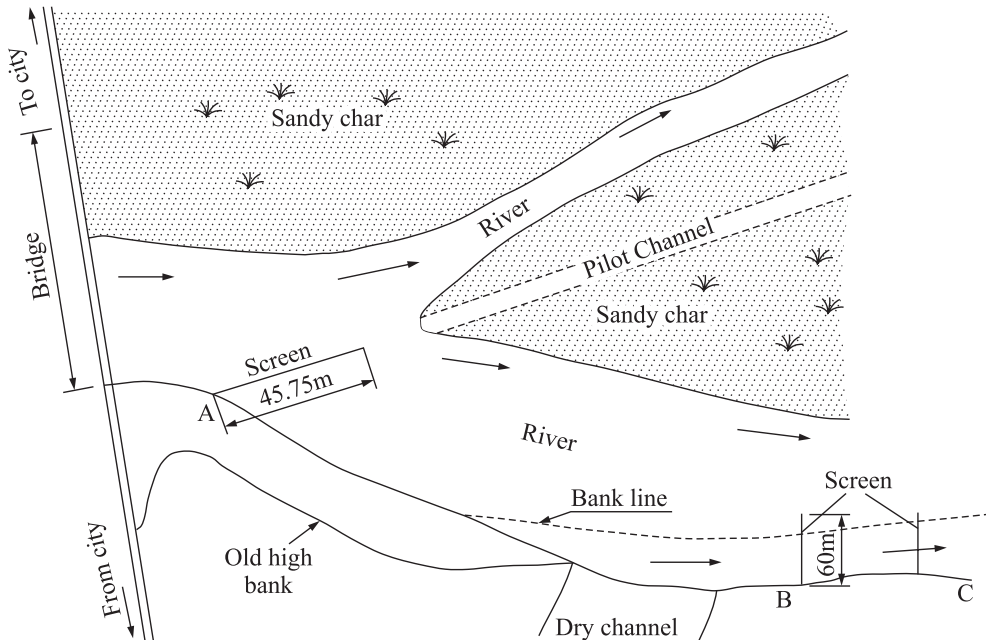 To city
Sandy char
River
Bridge
Pilot Channel
Sandy char
Screen
45.75m
A
River
Screen
Bank line
60m
From city
Old high
bank
B
C
Dry channel